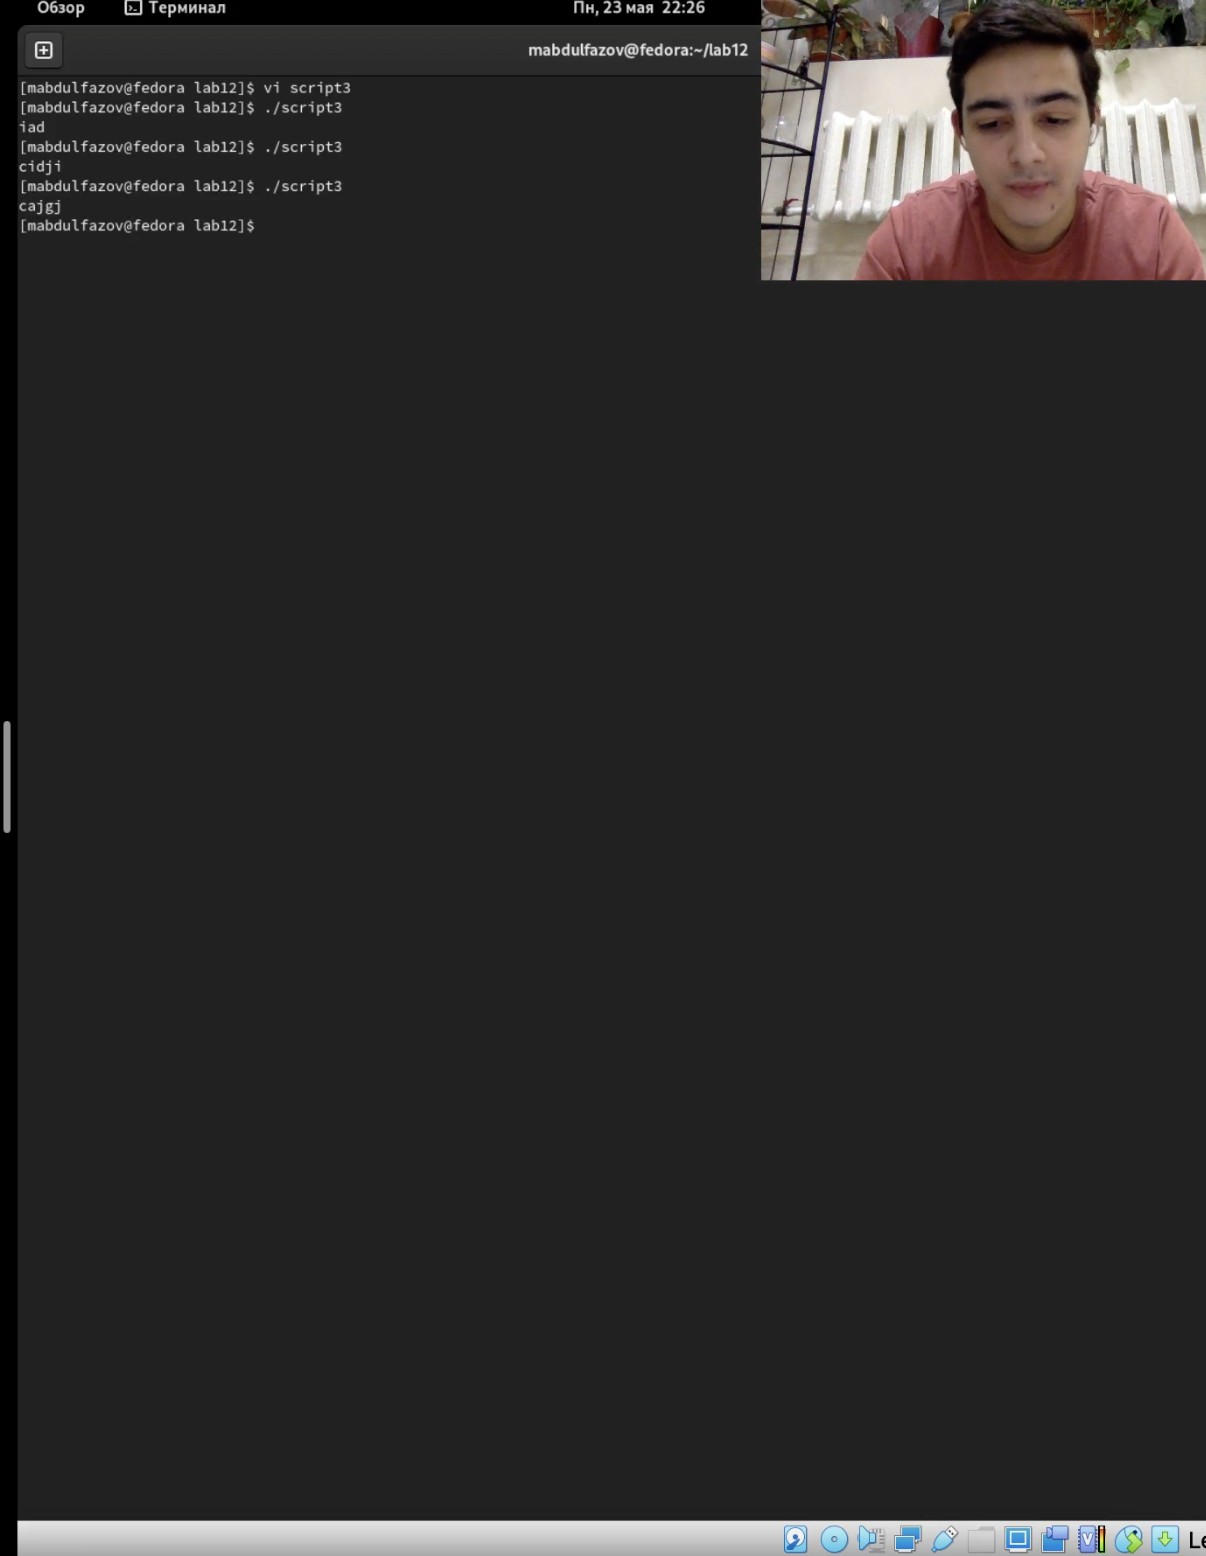 Обзор Терминал Пн, 23 мая 22:26
mabdulfazov@fedora:~/lab12
[mabdulfazov@fedora lab12]$ vi script3
[mabdulfazov@fedora lab12]$ ./script3
iad
[mabdulfazov@fedora lab12]$ ./script3
cidji
[mabdulfazov@fedora lab12]$ ./script3
cajgj
[mabdulfazov@fedora lab12]$
Le